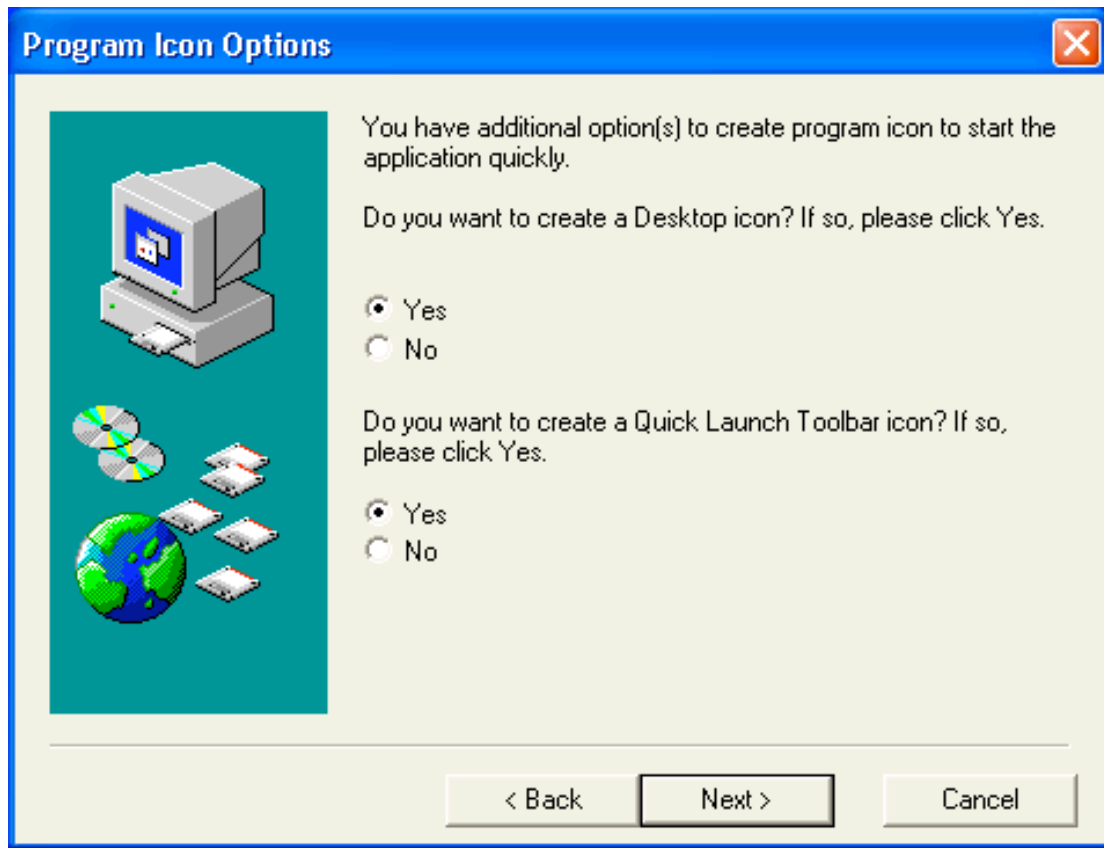 Program Icon Options
You have additional option(s) to create program icon to start the
application quickly.
Do you want to create a Desktop icon? If so, please click Yes.
Yes
No
Do you want to create a Quick Launch Toolbar icon? If so,
please click Yes.
Yes
No
< Back
Next >
Cancel